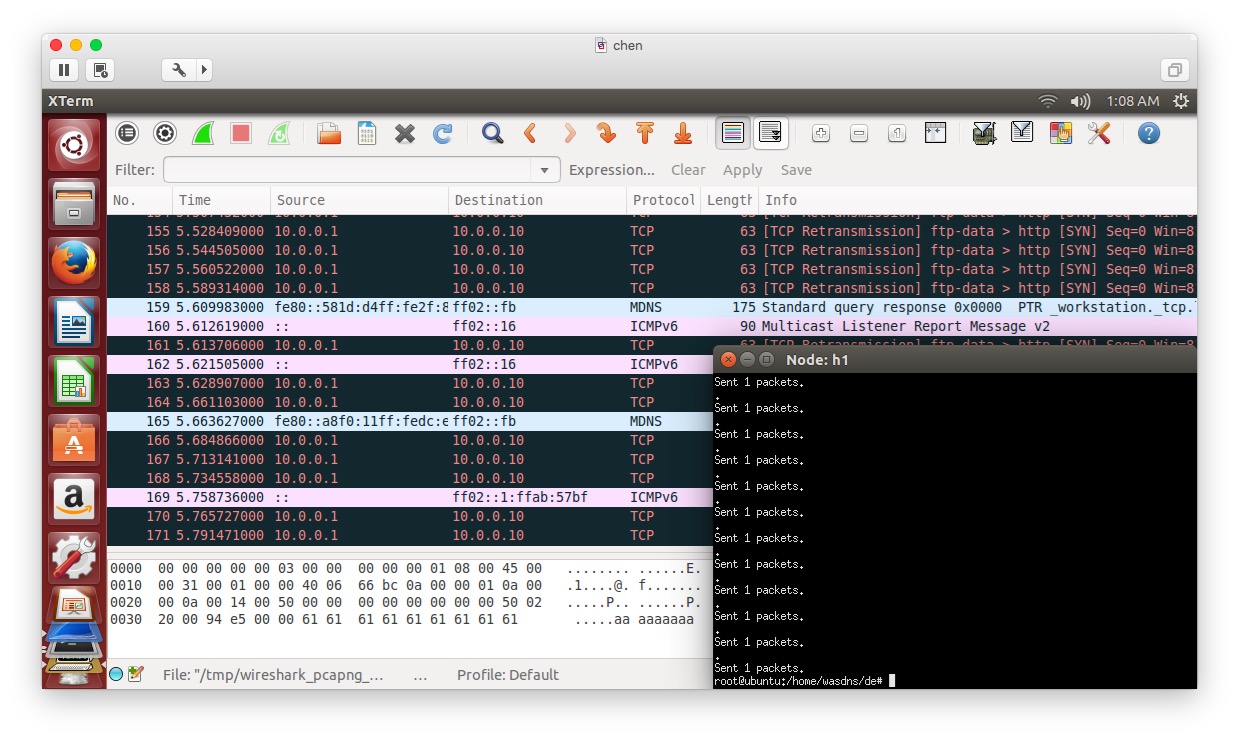 chen
XTerm
1:08 AM
Filter:
Expression... Clear Apply Save
No. Time Source Destination Protocol Length Info
155 5.528409000 10.0.0.1 10.0.0.10 TCP 63 [TCP Retransmission] ftp-data > http [SYN] Seq=0 Win=8
156 5.544505000 10.0.0.1 10.0.0.10 TCP 63 [TCP Retransmission] ftp-data > http [SYN] Seq=0 Win=8
157 5.560522000 10.0.0.1 10.0.0.10 TCP 63 [TCP Retransmission] ftp-data > http [SYN] Seq=0 Win=8
158 5.589314000 10.0.0.1 10.0.0.10 TCP 63 [TCP Retransmission] ftp-data > http [SYN] Seq=0 Win=8
159 5.609983000 fe80::581d:d4ff:fe2f:8 ff02::fb MDNS 175 Standard query response 0x0000 PTR _workstation._tcp.
160 5.612619000 :: ff02::16 ICMPv6 90 Multicast Listener Report Message v2
161 5.613706000 10.0.0.1 10.0.0.10 TCP
162 5.621505000 :: ff02::16 ICMPv6
163 5.628907000 10.0.0.1 10.0.0.10 TCP
164 5.661103000 10.0.0.1 10.0.0.10 TCP
165 5.663627000 fe80::a8f0:11ff:fedc:e ff02::fb MDNS
166 5.684866000 10.0.0.1 10.0.0.10 TCP
167 5.713141000 10.0.0.1 10.0.0.10 TCP
168 5.734558000 10.0.0.1 10.0.0.10 TCP
169 5.758736000 :: ff02::1:ffab:57bf ICMPv6
170 5.765727000 10.0.0.1 10.0.0.10 TCP
171 5.791471000 10.0.0.1 10.0.0.10 TCP
0000 00 00 00 00 00 03 00 00 00 00 00 01 08 00 45 00 ........ ......E.
0010 00 31 00 01 00 00 40 06 66 bc 0a 00 00 01 0a 00 .1....@. f.......
0020 00 0a 00 14 00 50 00 00 00 00 00 00 00 00 50 02 .....P.. ......P.
0030 20 00 94 e5 00 00 61 61 61 61 61 61 61 61 61 .....aa aaaaaaa
File: "/tmp/wireshark_pcapng_... ... Profile: Default
Node: h1
Sent 1 packets.
.
Sent 1 packets.
.
Sent 1 packets.
.
Sent 1 packets.
.
Sent 1 packets.
.
Sent 1 packets.
.
Sent 1 packets.
.
Sent 1 packets.
.
Sent 1 packets.
.
Sent 1 packets.
.
Sent 1 packets.
.
Sent 1 packets.
root@ubuntu:/home/wasdns/de#